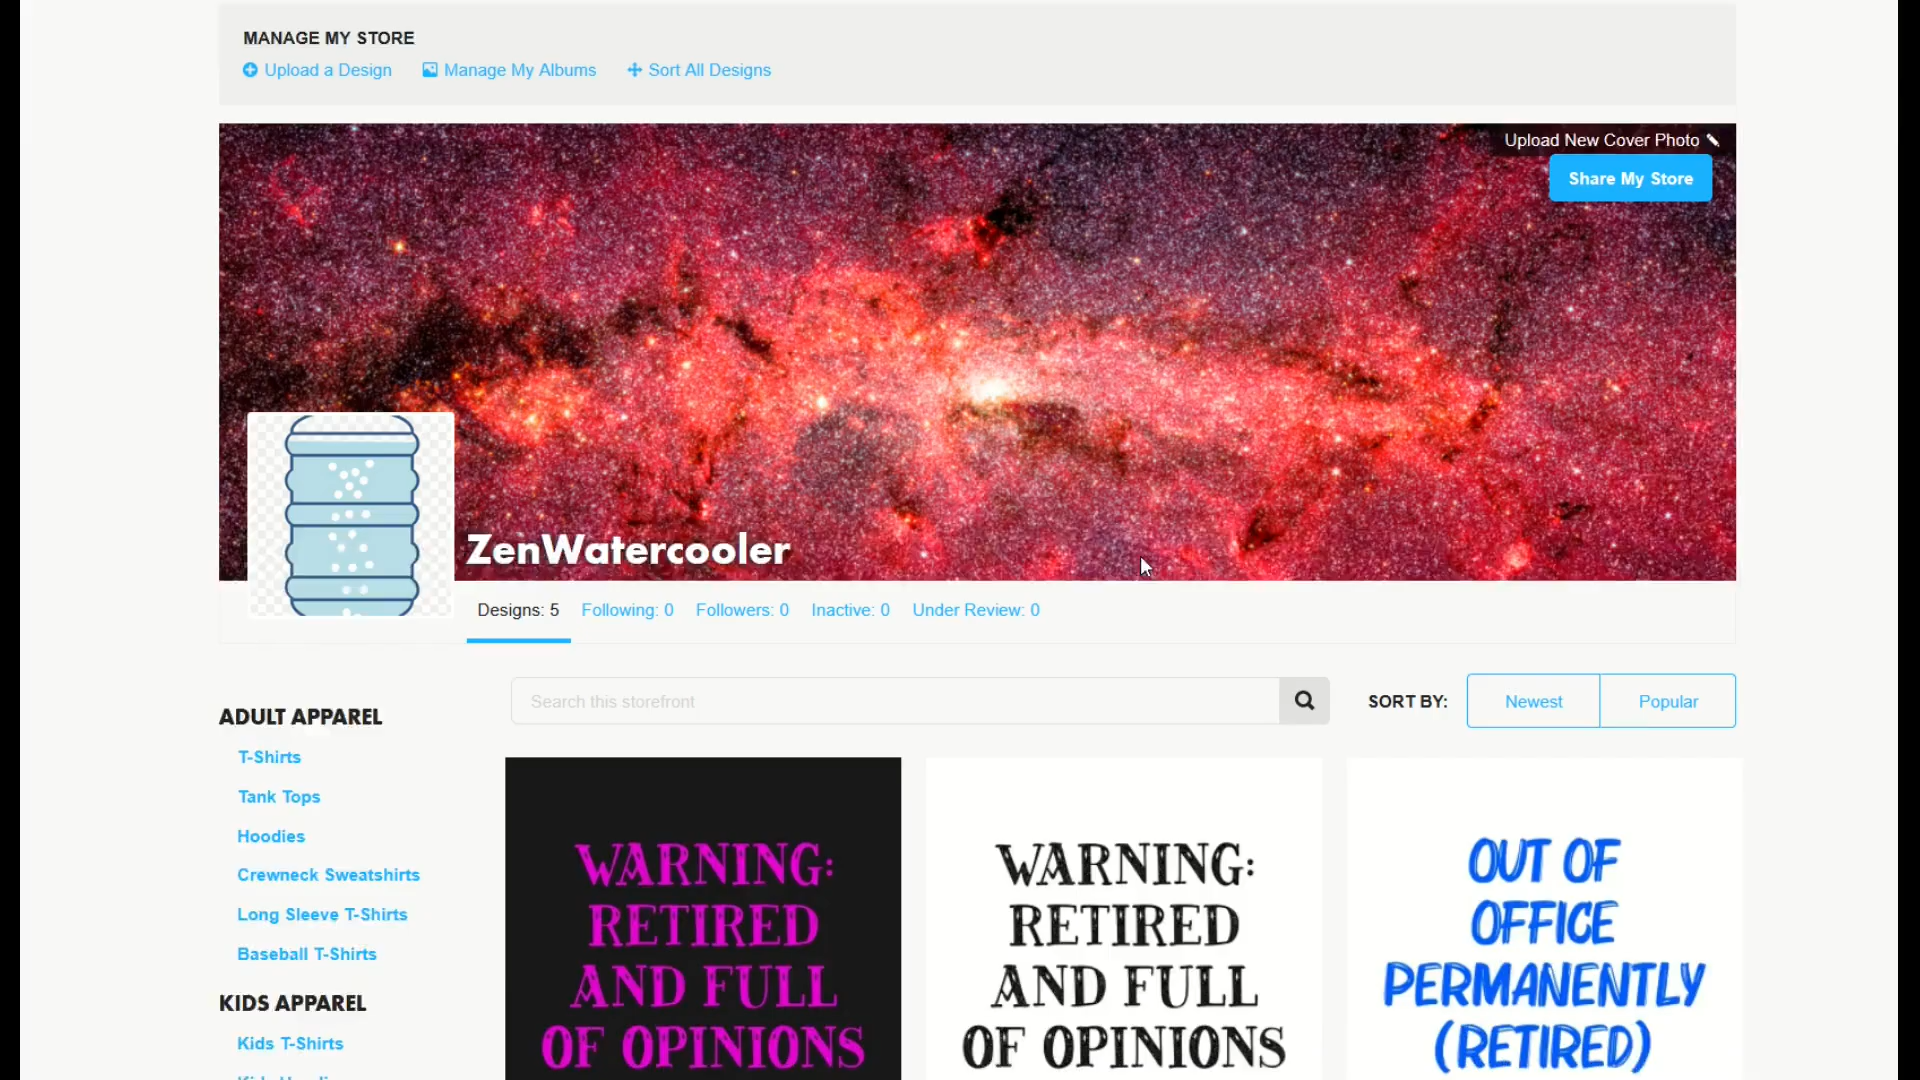 MANAGE MY STORE
Upload a Design Manage My Albums Sort All Designs
Upload New Cover Photo
Share My Store
ZenWatercooler
Designs: 5 Following: 0 Followers: 0 Inactive: 0 Under Review: 0
Search this storefront
SORT BY: Newest Popular
ADULT APPAREL
T-Shirts
Tank Tops
Hoodies
Crewneck Sweatshirts
Long Sleeve T-Shirts
Baseball T-Shirts
KIDS APPAREL
Kids T-Shirts
WARNING:
RETIRED
AND FULL
OF OPINIONS
WARNING:
RETIRED
AND FULL
OF OPINIONS
OUT OF
OFFICE
PERMANENTLY
(RETIRED)